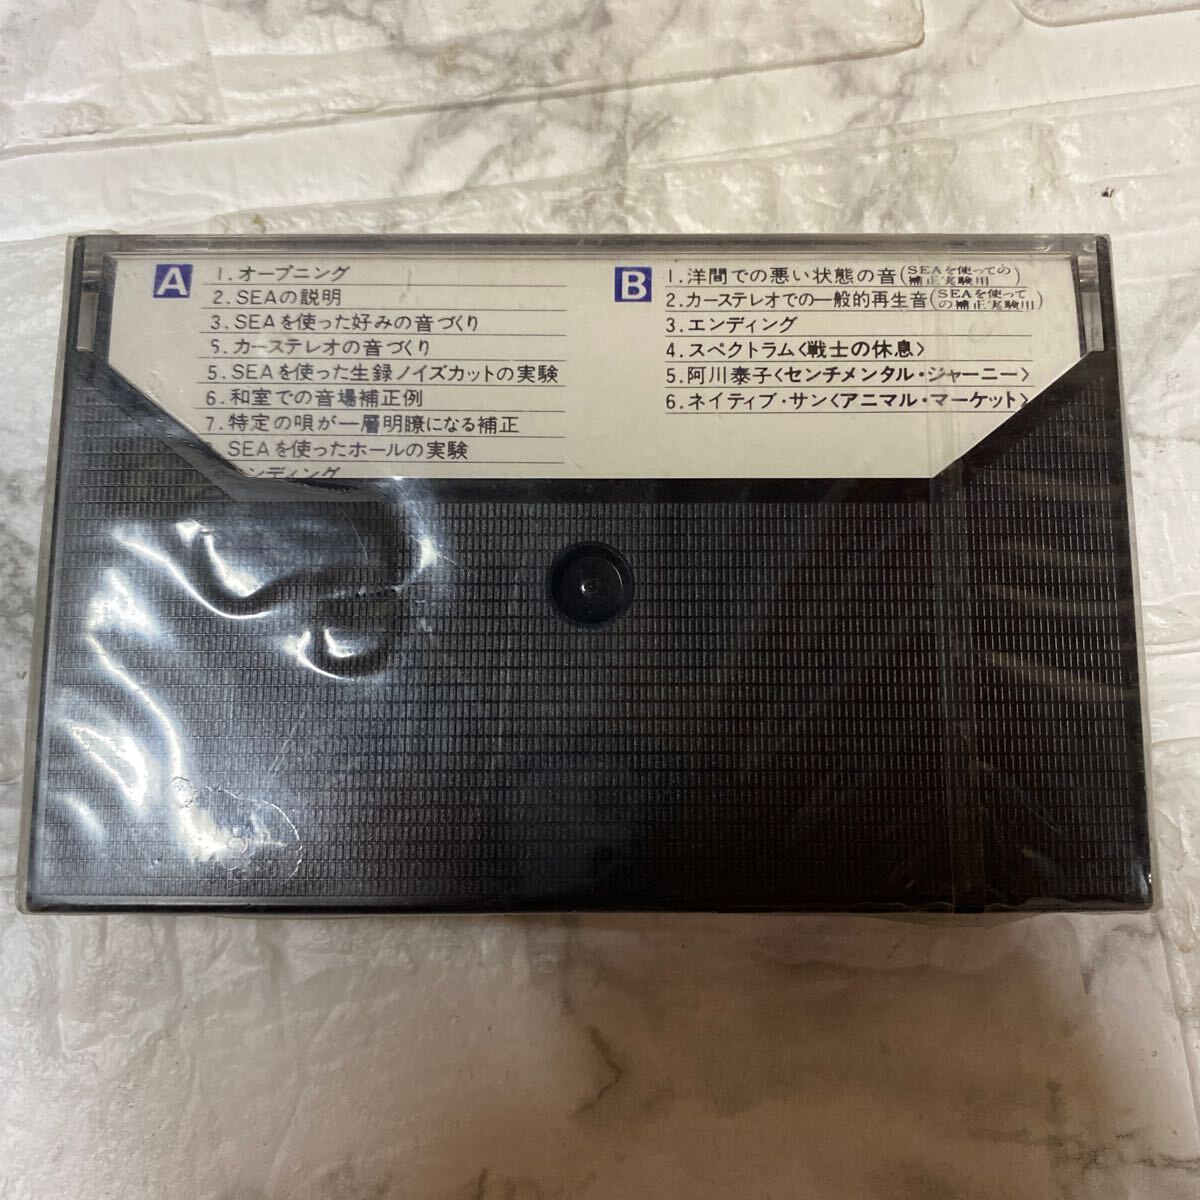 A
1.オープニング
2.SEAの説明
3.SEAを使った好みの音づくり
5.カーステレオの音づくり
5.SEAを使った生録ノイズカットの実験
6.和室での音場補正例
7.特定の唄が一層明瞭になる補正
SEAを使ったホールの実験
ンディング
B
1.洋間での悪い状態の音(SEAを使っての補正実験用)
2.カーステレオでの一般的再生音(SEAを使っての補正実験用)
3.エンディング
4.スペクトラム〈戦士の休息〉
5.阿川泰子〈センチメンタル・ジャーニー〉
6.ネイティブ・サン〈アニマル・マーケット〉